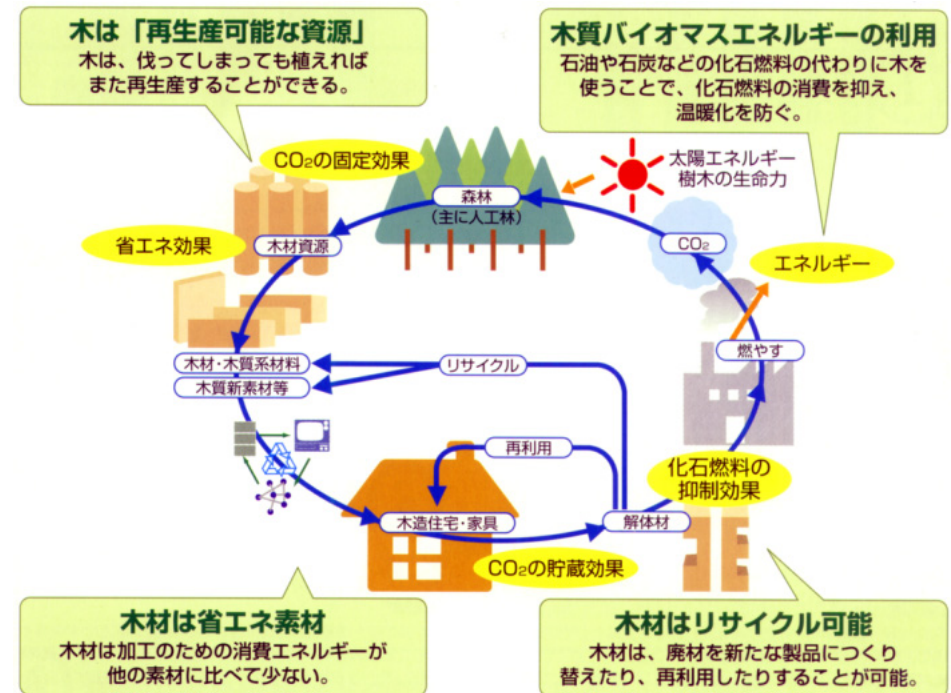 木は「再生産可能な資源」
木は、伐ってしまっても植えれば
また再生産することができる。
木質バイオマスエネルギーの利用
石油や石炭などの化石燃料の代わりに木を
使うことで、化石燃料の消費を抑え、
温暖化を防ぐ。
CO₂の固定効果
太陽エネルギー
樹木の生命力
森林
(主に人工林)
省エネ効果
木材資源
CO₂
エネルギー
燃やす
木材・木質系材料
リサイクル
木質新素材等
再利用
化石燃料の
抑制効果
木造住宅・家具
解体材
CO₂の貯蔵効果
木材は省エネ素材
木材は加工のための消費エネルギーが
他の素材に比べて少ない。
木材はリサイクル可能
木材は、廃材を新たな製品につくり
替えたり、再利用したりすることが可能。